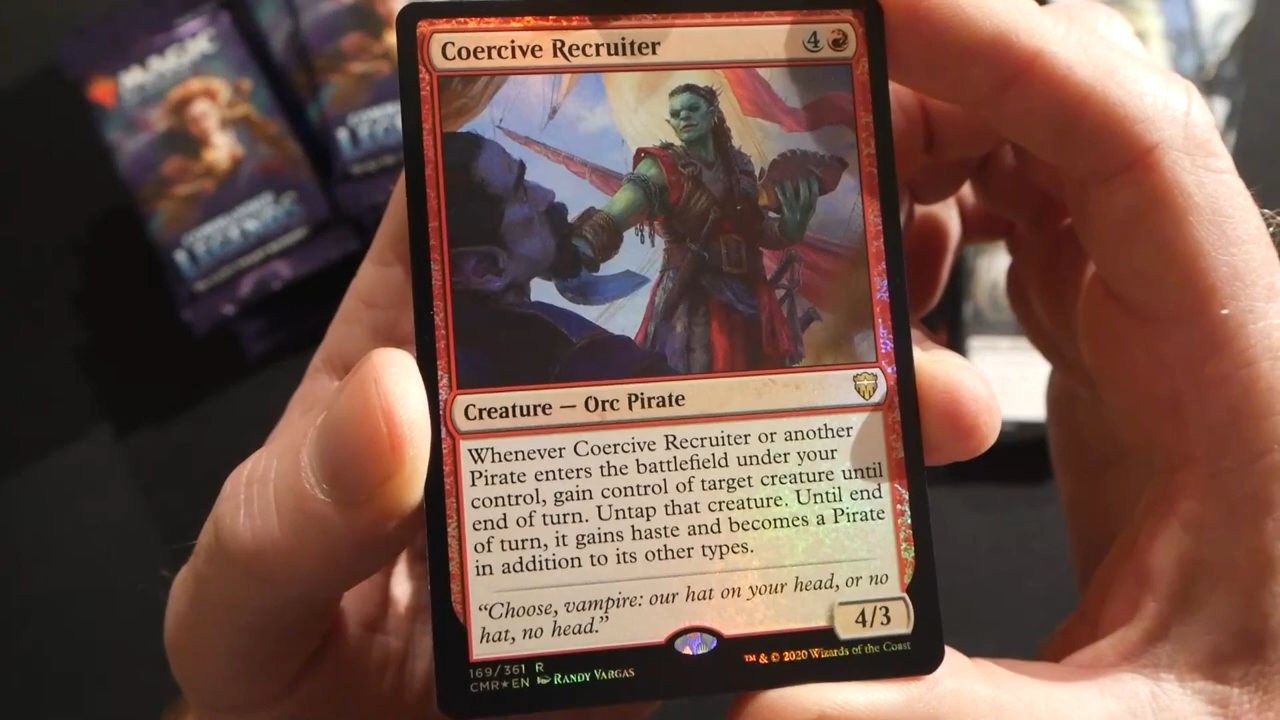 MAGIC
LEGENDS
Coercive Recruiter
4
Creature — Orc Pirate
Whenever Coercive Recruiter or another
Pirate enters the battlefield under your
control, gain control of target creature until
end of turn. Untap that creature. Until end
of turn, it gains haste and becomes a Pirate
in addition to its other types.
“Choose, vampire: our hat on your head, or no
hat, no head.”
4/3
169/361 R
CMR★EN RANDY VARGAS
™ & © 2020 Wizards of the Coast